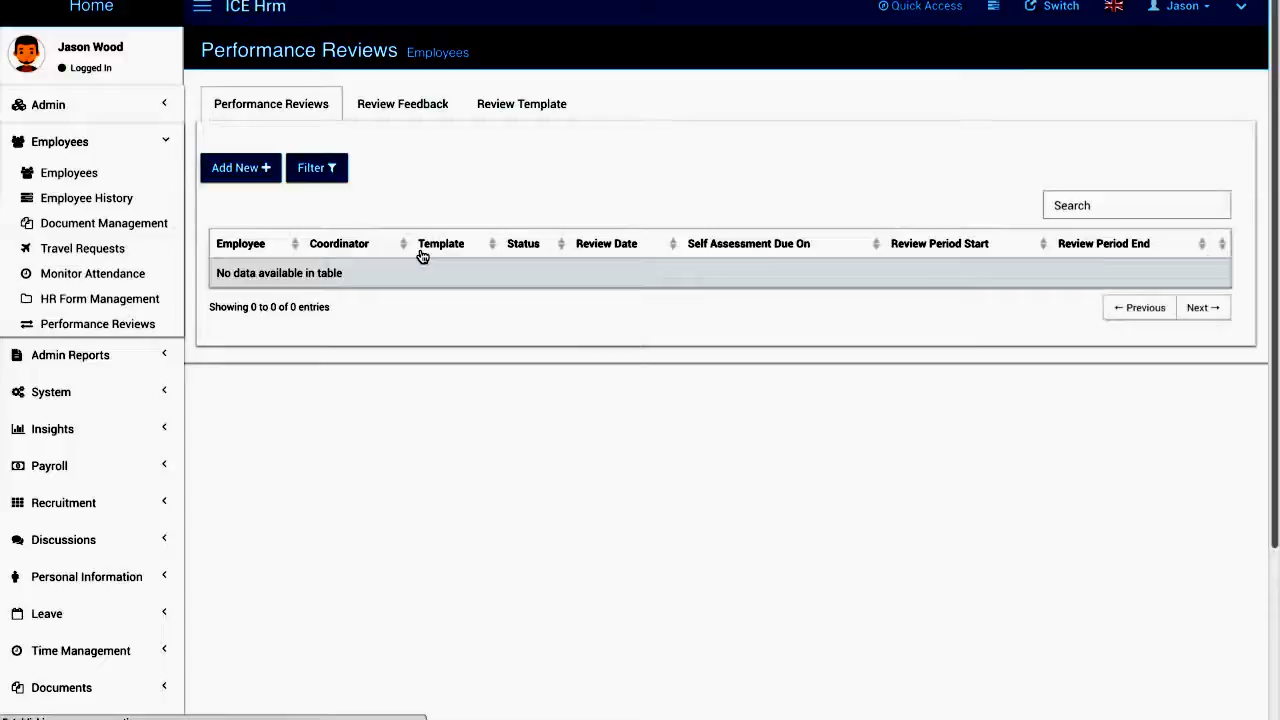 Home
ICE Hrm
Quick Access
Switch
Jason
Jason Wood
Logged In
Performance Reviews Employees
Admin
Employees
Employees
Employee History
Document Management
Travel Requests
Monitor Attendance
HR Form Management
Performance Reviews
Admin Reports
System
Insights
Payroll
Recruitment
Discussions
Personal Information
Leave
Time Management
Documents
Performance Reviews Review Feedback Review Template
Add New Filter
Search
Employee Coordinator Template Status Review Date Self Assessment Due On Review Period Start Review Period End
No data available in table
Showing 0 to 0 of 0 entries
← Previous Next →